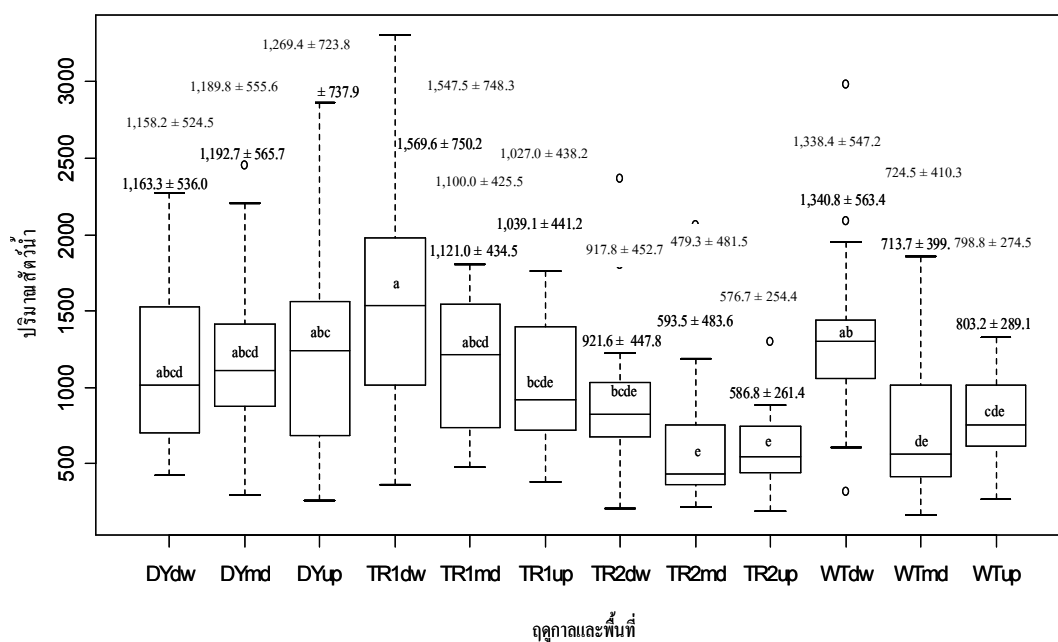 1,269.4 ± 723.8
1,189.8 ± 555.6
± 737.9
1,547.5 ± 748.3
1,158.2 ± 524.5
1,192.7 ± 565.7
1,569.6 ± 750.2
1,027.0 ± 438.2
1,338.4 ± 547.2
1,163.3 ± 536.0
1,100.0 ± 425.5
724.5 ± 410.3
1,340.8 ± 563.4
1,039.1 ± 441.2
479.3 ± 481.5
917.8 ± 452.7
1,121.0 ± 434.5
713.7 ± 399.
798.8 ± 274.5
576.7 ± 254.4
593.5 ± 483.6
803.2 ± 289.1
921.6 ± 447.8
586.8 ± 261.4
abcd
abcd
abc
a
abcd
bcde
bcde
e
e
ab
de
cde
3000
2500
2000
1500
1000
500
ปริมาณสัตว์น้ำ
DYdw DYmd DYup TR1dw TR1md TR1up TR2dw TR2md TR2up WTdw WTmd WTup
ฤดูกาลและพื้นที่